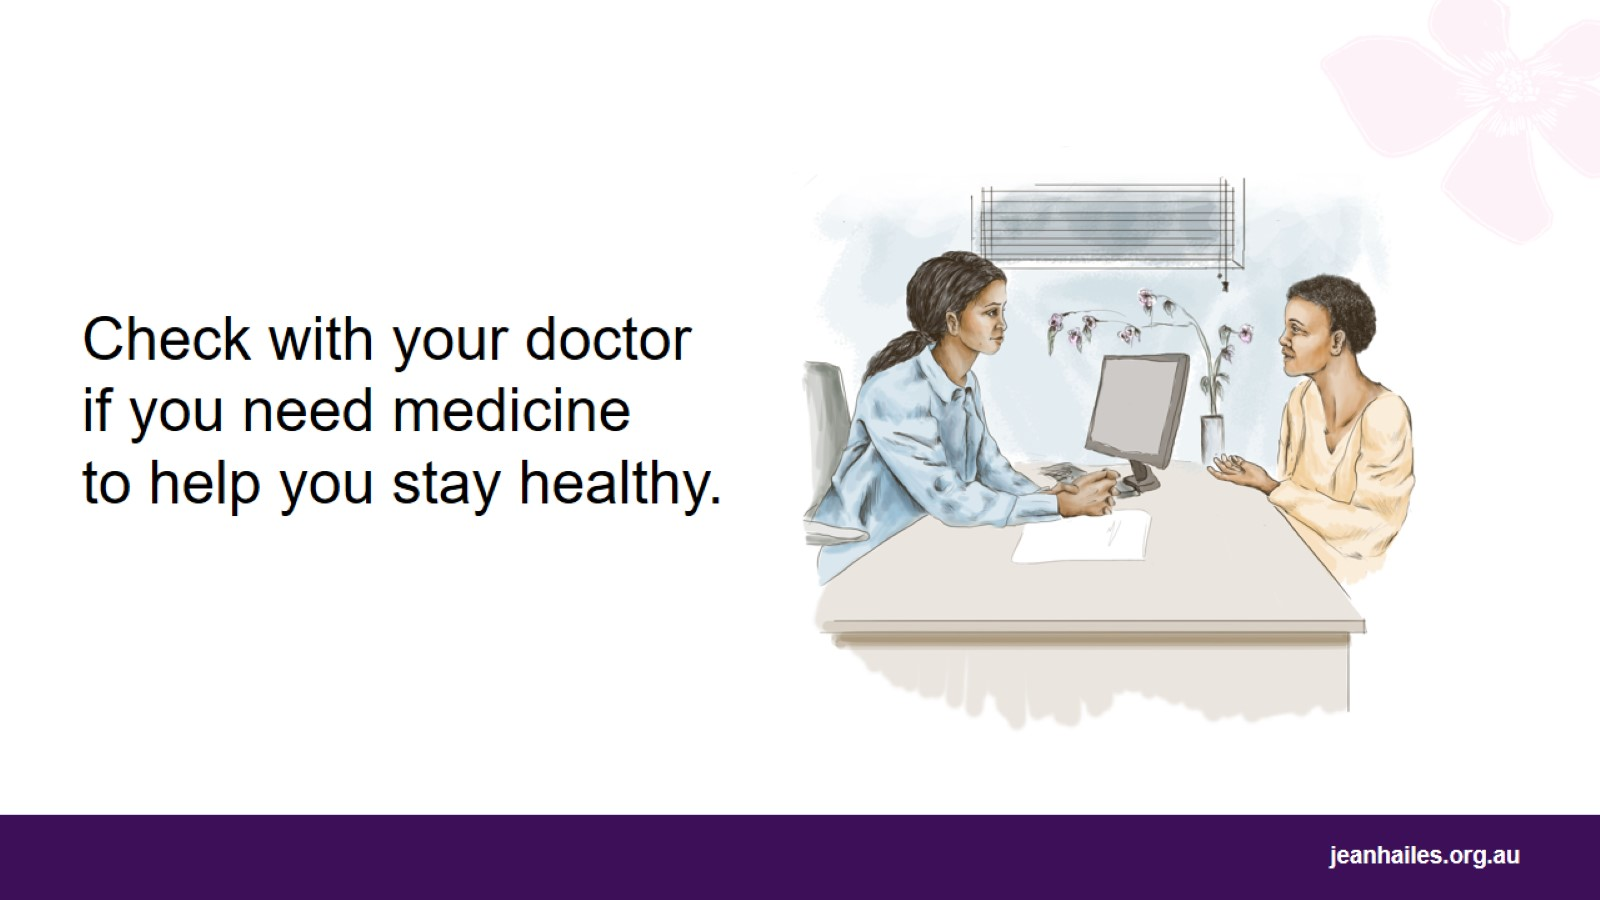 Check with your doctor
if you need medicine
to help you stay healthy.
jeanhailes.org.au